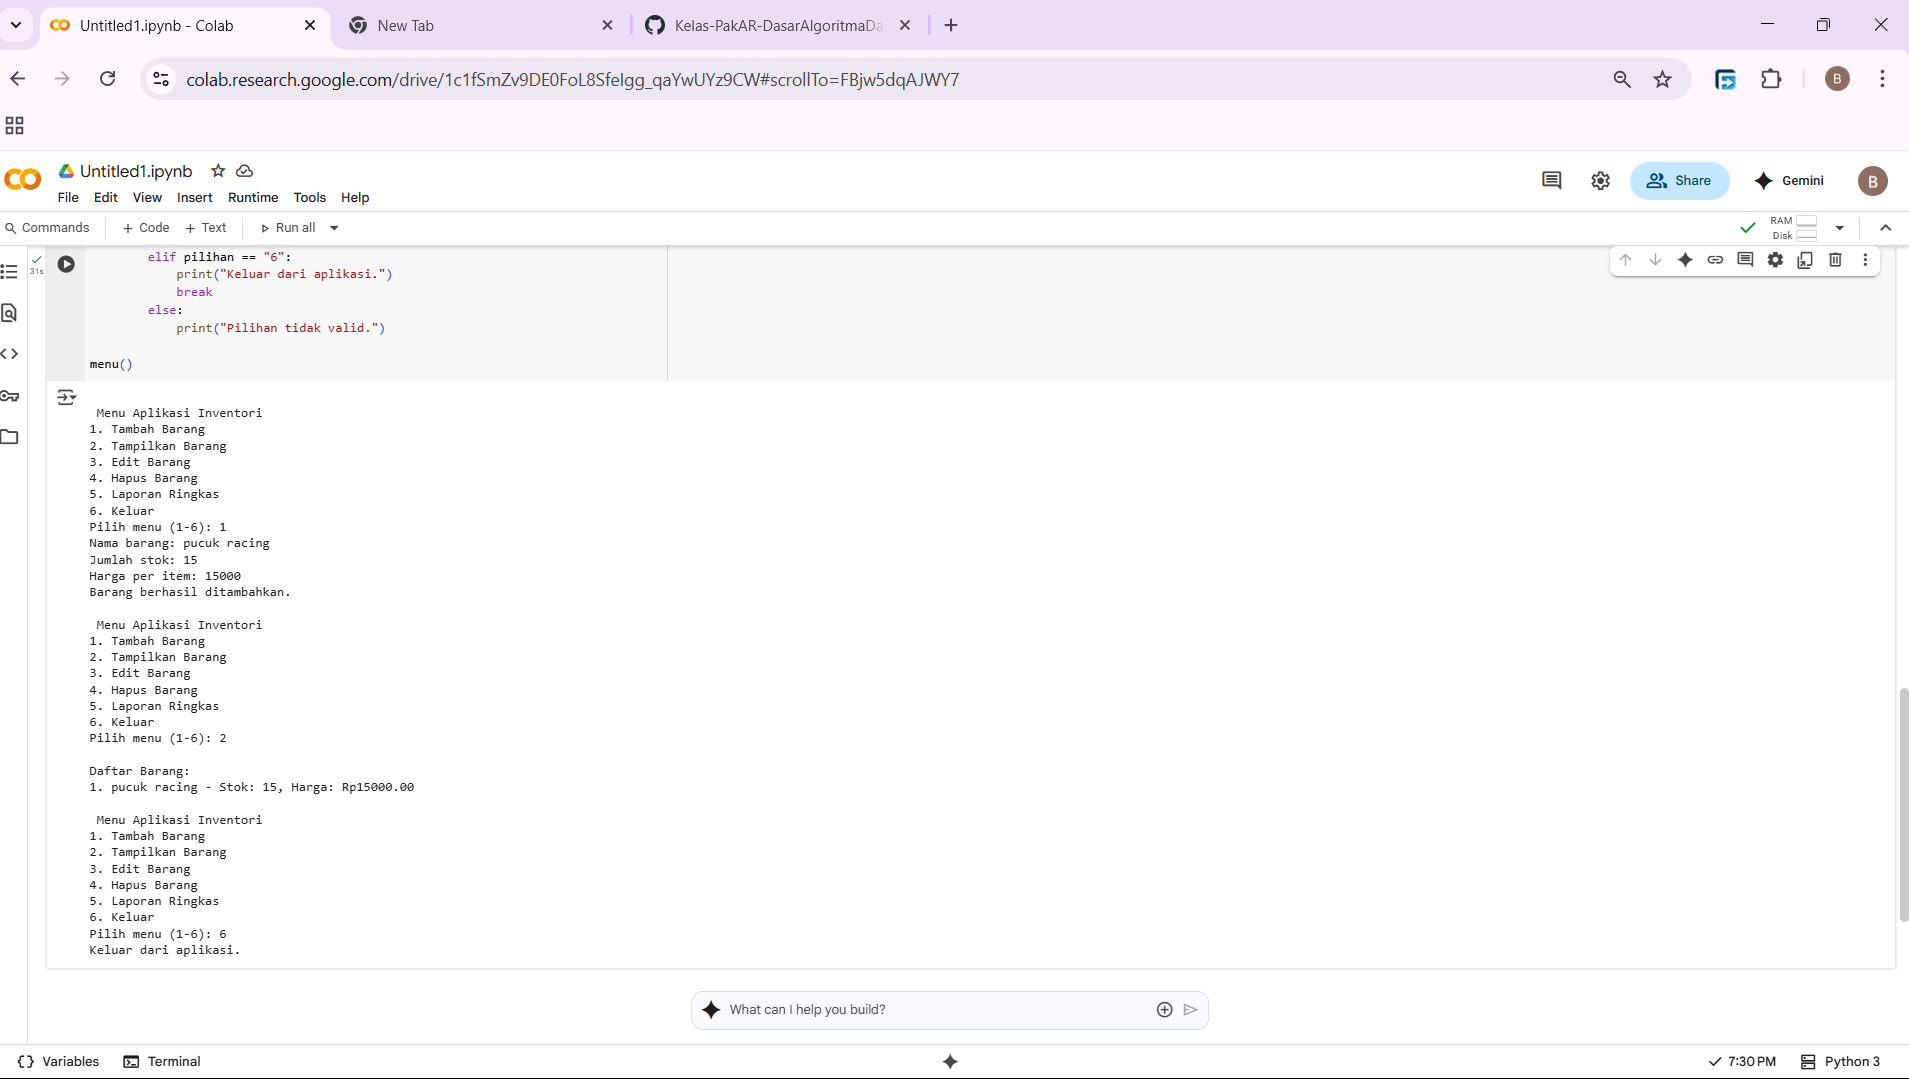 Untitled1.ipynb - Colab
New Tab
Kelas-PakAR-DasarAlgoritmaDa
colab.research.google.com/drive/1c1fSmZv9DE0FoL8SfeIgg_qaYwUYz9CW#scrollTo=FBjw5dqAJWY7
B
Untitled1.ipynb
File Edit View Insert Runtime Tools Help
Share
Gemini
B
Commands + Code + Text Run all
RAM
Disk
31s
elif pilihan == "6":
print("Keluar dari aplikasi.")
break
else:
print("Pilihan tidak valid.")
menu()
Menu Aplikasi Inventori
1. Tambah Barang
2. Tampilkan Barang
3. Edit Barang
4. Hapus Barang
5. Laporan Ringkas
6. Keluar
Pilih menu (1-6): 1
Nama barang: pucuk racing
Jumlah stok: 15
Harga per item: 15000
Barang berhasil ditambahkan.
Menu Aplikasi Inventori
1. Tambah Barang
2. Tampilkan Barang
3. Edit Barang
4. Hapus Barang
5. Laporan Ringkas
6. Keluar
Pilih menu (1-6): 2
Daftar Barang:
1. pucuk racing - Stok: 15, Harga: Rp15000.00
Menu Aplikasi Inventori
1. Tambah Barang
2. Tampilkan Barang
3. Edit Barang
4. Hapus Barang
5. Laporan Ringkas
6. Keluar
Pilih menu (1-6): 6
Keluar dari aplikasi.
What can I help you build?
Variables Terminal
7:30 PM Python 3